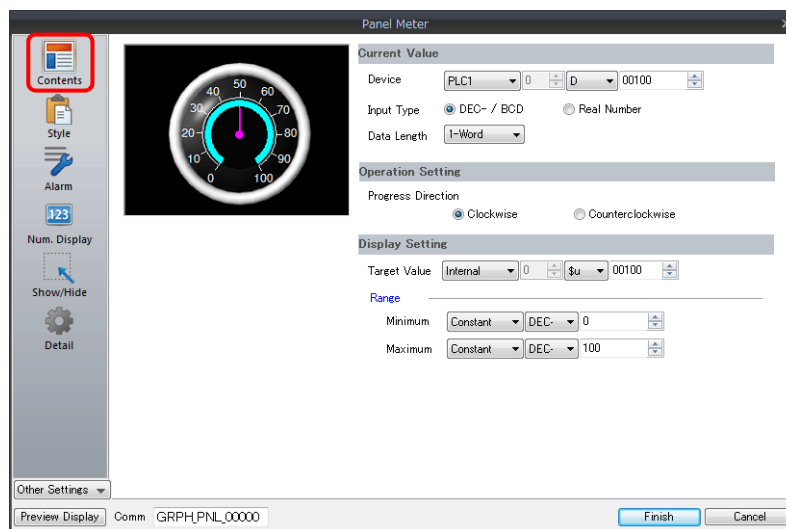 Panel Meter
Contents
Style
Alarm
123
Num. Display
Show/Hide
Detail
Other Settings
0
10
20
30
40
50
60
70
80
90
100
Current Value
Device PLC1 0 D 00100
Input Type DEC- / BCD Real Number
Data Length 1-Word
Operation Setting
Progress Direction
Clockwise Counterclockwise
Display Setting
Target Value Internal 0 $u 00100
Range
Minimum Constant DEC- 0
Maximum Constant DEC- 100
Preview Display Comm GRPH_PNL_00000 Finish Cancel